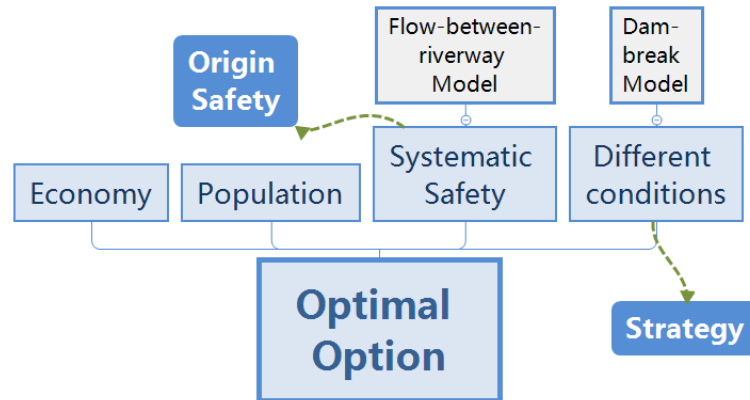 Origin
Safety
Flow-between-
riverway
Model
Dam-
break
Model
Economy
Population
Systematic
Safety
Different
conditions
Optimal
Option
Strategy